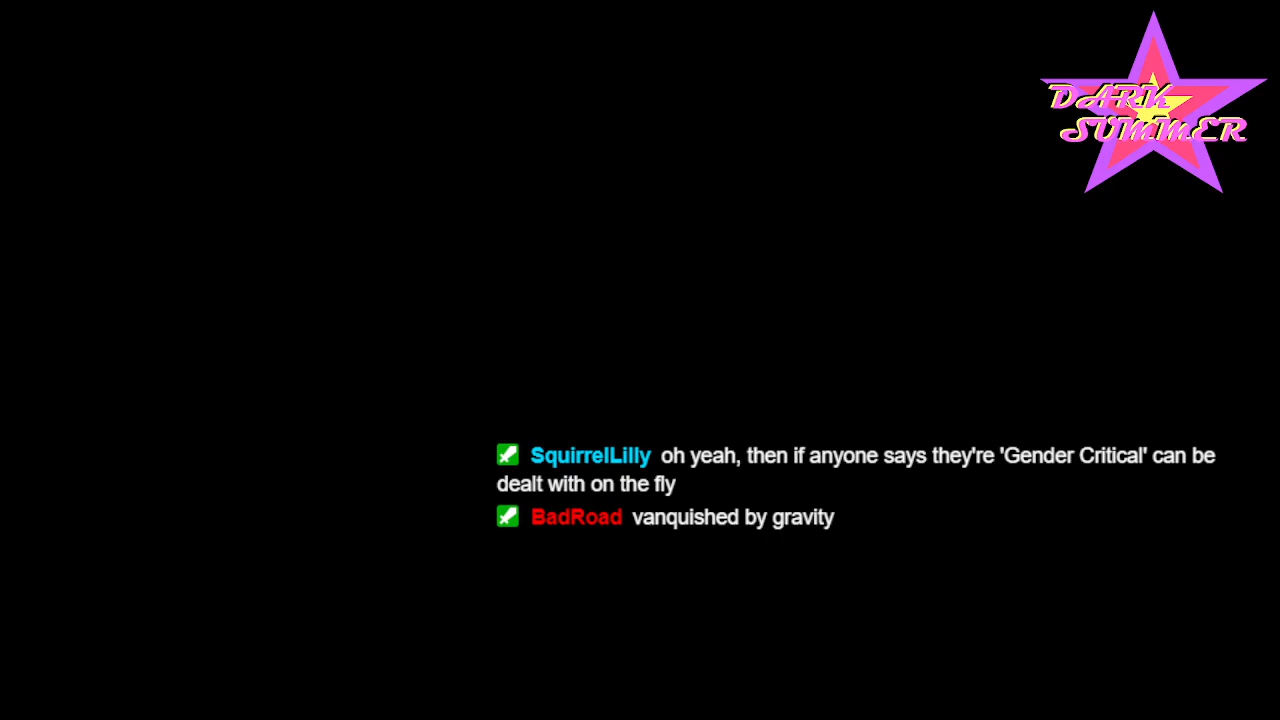 DARK
SUMMER
SquirrelLilly oh yeah, then if anyone says they're 'Gender Critical' can be
dealt with on the fly
BadRoad vanquished by gravity